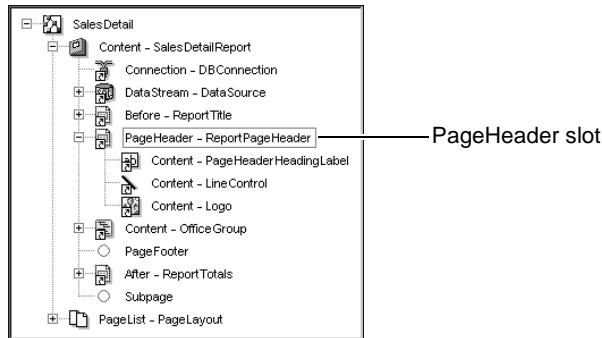 SalesDetail
Content - SalesDetailReport
Connection - DBConnection
DataStream - DataSource
Before - ReportTitle
PageHeader - ReportPageHeader
PageHeader slot
Content - PageHeaderHeadingLabel
Content - LineControl
Content - Logo
Content - OfficeGroup
PageFooter
After - ReportTotals
Subpage
PageList - PageLayout